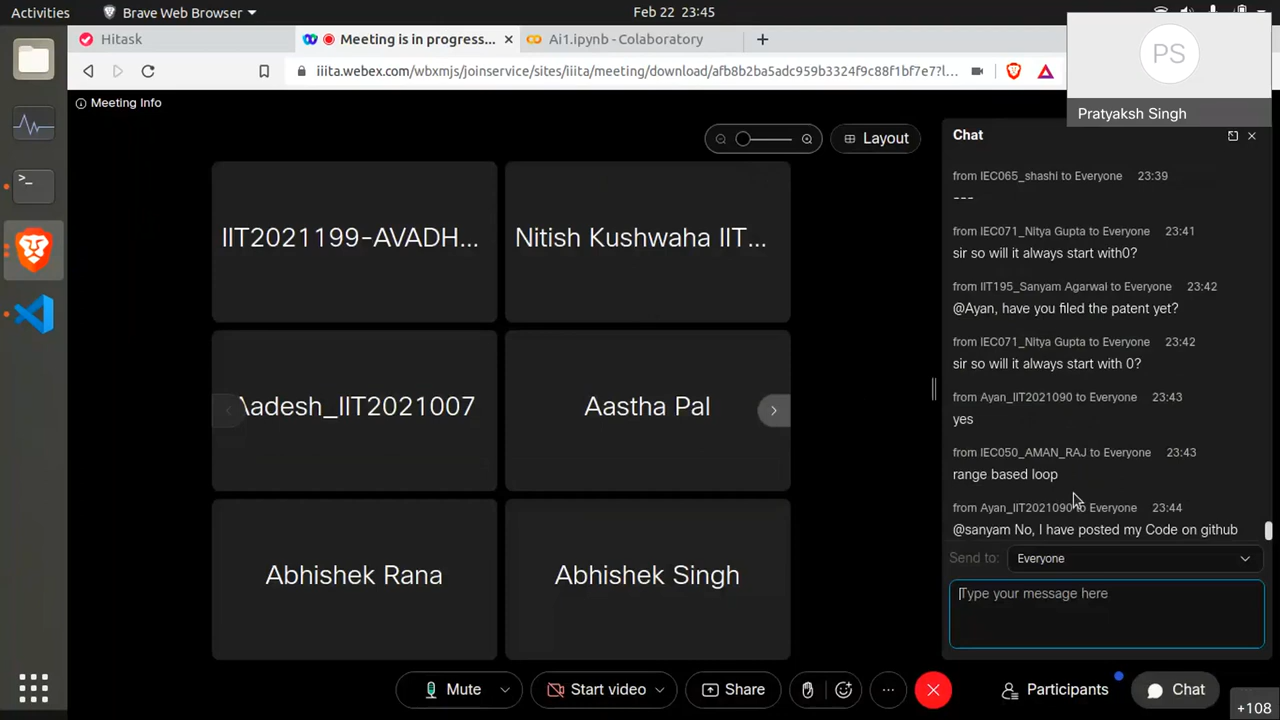 Activities
Brave Web Browser
Feb 22 23:45
Hitask
Meeting is in progress...
Ai1.ipynb - Colaboratory
iiita.webex.com/wbxmjs/joinservice/sites/iiita/meeting/download/afb8b2ba5adc959b3324f9c88f1bf7e7?l...
PS
Pratyaksh Singh
Meeting Info
Layout
IIT2021199-AVADH...
Nitish Kushwaha IIT...
Aadesh_IIT2021007
Aastha Pal
Abhishek Rana
Abhishek Singh
Chat
from IEC065_shashi to Everyone 23:39
---
from IEC071_Nitya Gupta to Everyone 23:41
sir so will it always start with0?
from IIT195_Sanyam Agarwal to Everyone 23:42
@Ayan, have you filed the patent yet?
from IEC071_Nitya Gupta to Everyone 23:42
sir so will it always start with 0?
from Ayan_IIT2021090 to Everyone 23:43
yes
from IEC050_AMAN_RAJ to Everyone 23:43
range based loop
from Ayan_IIT2021090 to Everyone 23:44
@sanyam No, I have posted my Code on github
Send to: Everyone
Type your message here
Mute
Start video
Share
Participants
Chat
+108